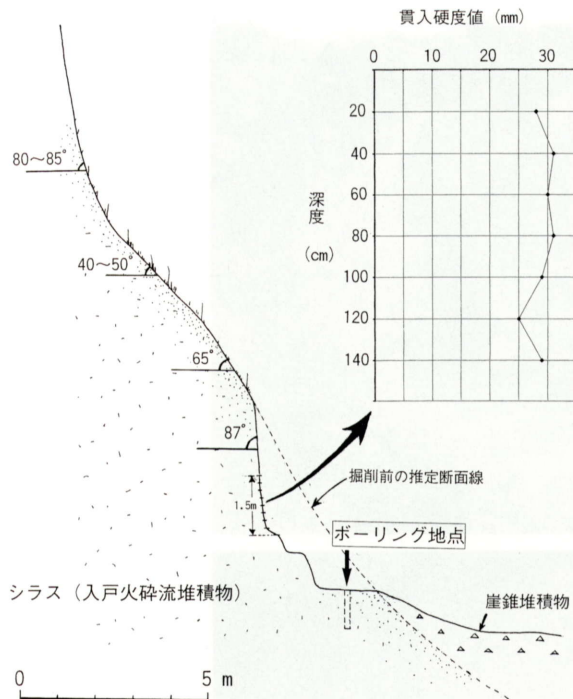 貫入硬度値（mm）
0 10 20 30
20
40
60
80
100
120
140
深度
(cm)
80～85°
40～50°
65°
87°
1.5m
掘削前の推定断面線
ボーリング地点
シラス（入戸火砕流堆積物）
崖錐堆積物
0 5 m